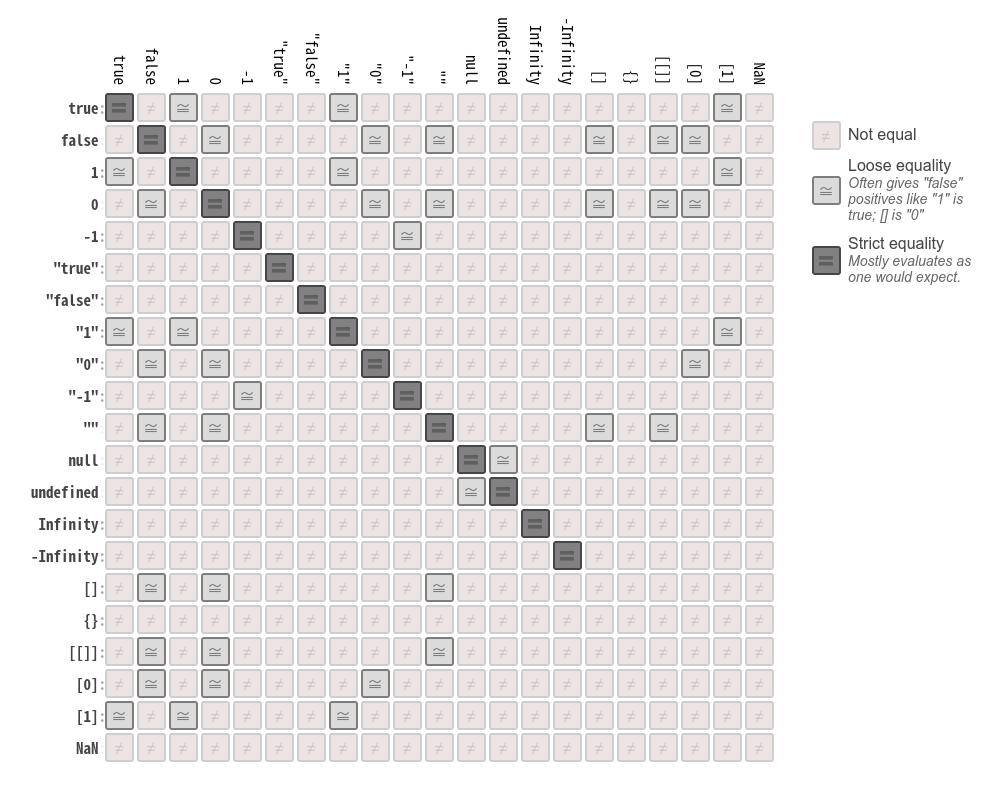 true
false
1
0
-1
"true"
"false"
"1"
"0"
"-1"
""
null
undefined
Infinity
-Infinity
[]
{}
[[]]
[0]
[1]
NaN
true: = ≠ ≅ ≠ ≠ ≠ ≠ ≅ ≠ ≠ ≠ ≠ ≠ ≠ ≠ ≠ ≠ ≠ ≠ ≅ ≠
false ≠ = ≠ ≅ ≠ ≠ ≠ ≠ ≅ ≠ ≅ ≠ ≠ ≠ ≠ ≅ ≠ ≅ ≅ ≠ ≠
1: ≅ ≠ = ≠ ≠ ≠ ≠ ≅ ≠ ≠ ≠ ≠ ≠ ≠ ≠ ≠ ≠ ≠ ≠ ≅ ≠
0 ≠ ≅ ≠ = ≠ ≠ ≠ ≠ ≅ ≠ ≅ ≠ ≠ ≠ ≠ ≅ ≠ ≅ ≅ ≠ ≠
-1: ≠ ≠ ≠ ≠ = ≠ ≠ ≠ ≠ ≅ ≠ ≠ ≠ ≠ ≠ ≠ ≠ ≠ ≠ ≠ ≠
"true": ≠ ≠ ≠ ≠ ≠ = ≠ ≠ ≠ ≠ ≠ ≠ ≠ ≠ ≠ ≠ ≠ ≠ ≠ ≠ ≠
"false": ≠ ≠ ≠ ≠ ≠ ≠ = ≠ ≠ ≠ ≠ ≠ ≠ ≠ ≠ ≠ ≠ ≠ ≠ ≠ ≠
"1": ≅ ≠ ≅ ≠ ≠ ≠ ≠ = ≠ ≠ ≠ ≠ ≠ ≠ ≠ ≠ ≠ ≠ ≠ ≅ ≠
"0": ≠ ≅ ≠ ≅ ≠ ≠ ≠ ≠ = ≠ ≠ ≠ ≠ ≠ ≠ ≠ ≠ ≠ ≅ ≠ ≠
"-1": ≠ ≠ ≠ ≠ ≅ ≠ ≠ ≠ ≠ = ≠ ≠ ≠ ≠ ≠ ≠ ≠ ≠ ≠ ≠ ≠
"" ≠ ≅ ≠ ≅ ≠ ≠ ≠ ≠ ≠ ≠ = ≠ ≠ ≠ ≠ ≅ ≠ ≅ ≠ ≠ ≠
null ≠ ≠ ≠ ≠ ≠ ≠ ≠ ≠ ≠ ≠ ≠ = ≅ ≠ ≠ ≠ ≠ ≠ ≠ ≠ ≠
undefined ≠ ≠ ≠ ≠ ≠ ≠ ≠ ≠ ≠ ≠ ≠ ≅ = ≠ ≠ ≠ ≠ ≠ ≠ ≠ ≠
Infinity: ≠ ≠ ≠ ≠ ≠ ≠ ≠ ≠ ≠ ≠ ≠ ≠ ≠ = ≠ ≠ ≠ ≠ ≠ ≠ ≠
-Infinity: ≠ ≠ ≠ ≠ ≠ ≠ ≠ ≠ ≠ ≠ ≠ ≠ ≠ ≠ = ≠ ≠ ≠ ≠ ≠ ≠
[]: ≠ ≅ ≠ ≅ ≠ ≠ ≠ ≠ ≠ ≠ ≅ ≠ ≠ ≠ ≠ ≠ ≠ ≠ ≠ ≠ ≠
{}: ≠ ≠ ≠ ≠ ≠ ≠ ≠ ≠ ≠ ≠ ≠ ≠ ≠ ≠ ≠ ≠ ≠ ≠ ≠ ≠ ≠
[[]]: ≠ ≅ ≠ ≅ ≠ ≠ ≠ ≠ ≠ ≠ ≅ ≠ ≠ ≠ ≠ ≠ ≠ ≠ ≠ ≠ ≠
[0]: ≠ ≅ ≠ ≅ ≠ ≠ ≠ ≠ ≅ ≠ ≠ ≠ ≠ ≠ ≠ ≠ ≠ ≠ ≠ ≠ ≠
[1]: ≅ ≠ ≅ ≠ ≠ ≠ ≠ ≅ ≠ ≠ ≠ ≠ ≠ ≠ ≠ ≠ ≠ ≠ ≠ ≠ ≠
NaN ≠ ≠ ≠ ≠ ≠ ≠ ≠ ≠ ≠ ≠ ≠ ≠ ≠ ≠ ≠ ≠ ≠ ≠ ≠ ≠ ≠
≠ Not equal
≅ Loose equality
Often gives "false"
positives like "1" is
true; [] is "0"
= Strict equality
Mostly evaluates as
one would expect.